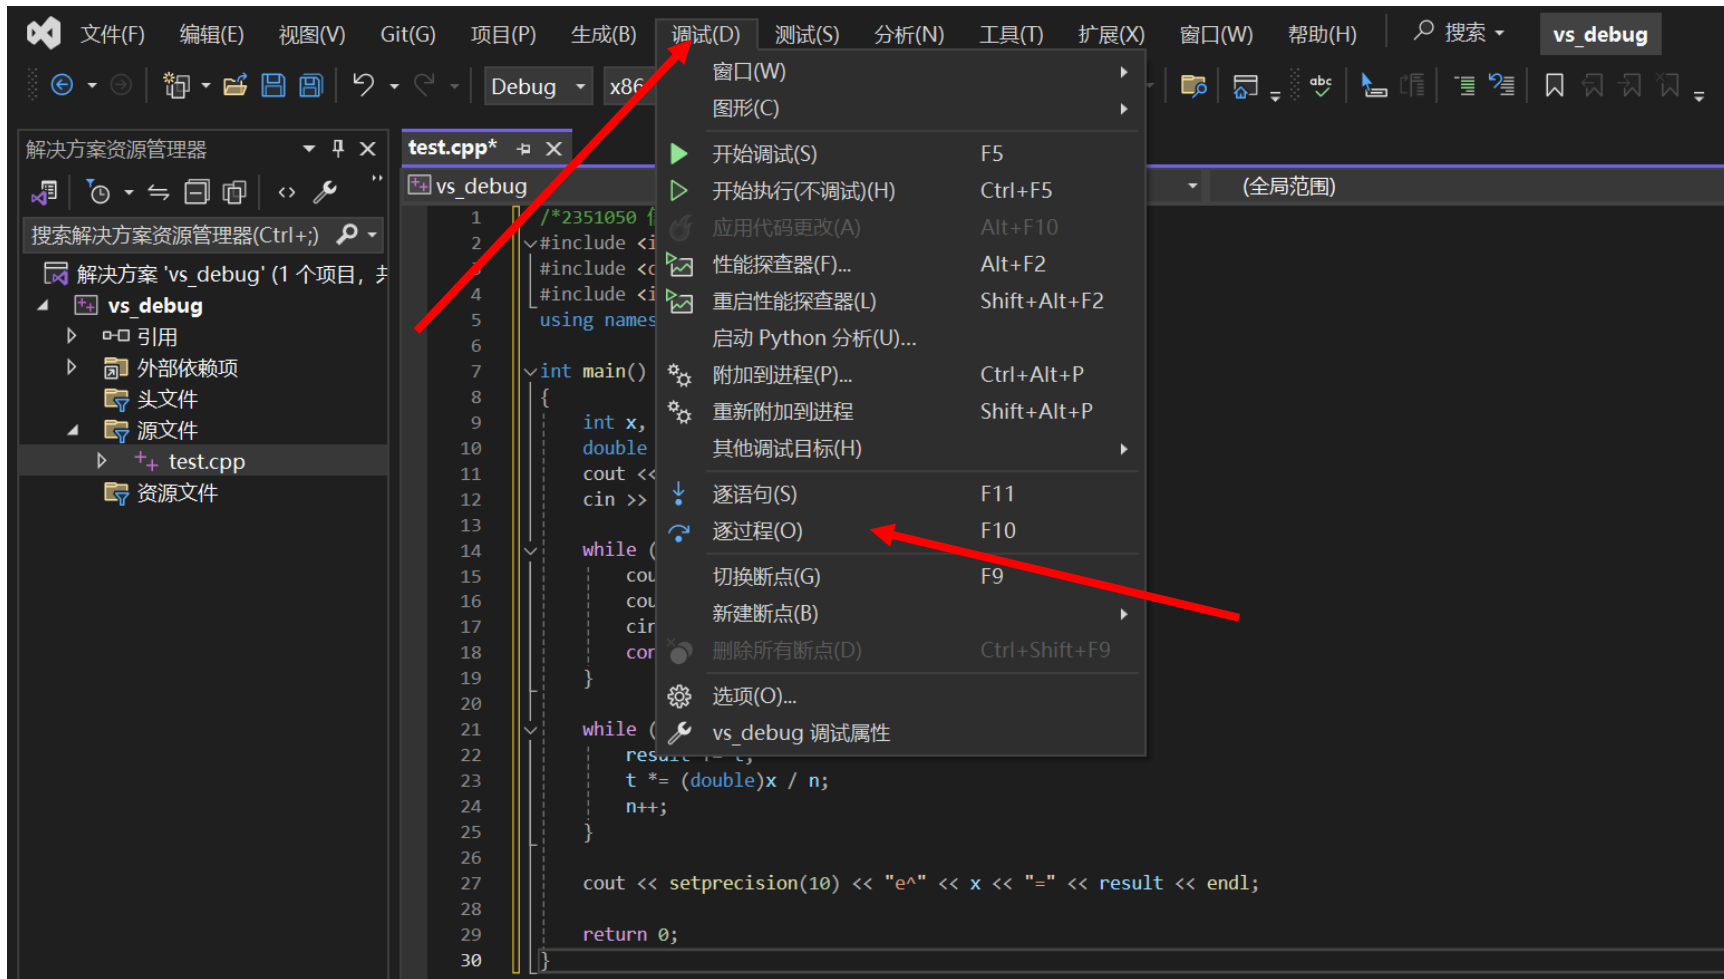 文件(F) 编辑(E) 视图(V) Git(G) 项目(P) 生成(B) 调试(D) 测试(S) 分析(N) 工具(T) 扩展(X) 窗口(W) 帮助(H) 搜索 vs_debug
Debug x86
解决方案资源管理器
搜索解决方案资源管理器(Ctrl+;)
解决方案 'vs_debug' (1 个项目，
vs_debug
引用
外部依赖项
头文件
源文件
test.cpp
资源文件
test.cpp*
vs_debug (全局范围)
1 /*2351050
2 #include <i
3 #include <c
4 #include <i
5 using names
6
7 int main()
8 {
9 int x,
10 double
11 cout <<
12 cin >>
13
14 while (
15 cou
16 cou
17 cin
18 con
19 }
20
21 while (
22 result += t;
23 t *= (double)x / n;
24 n++;
25 }
26
27 cout << setprecision(10) << "e^" << x << "=" << result << endl;
28
29 return 0;
30 }
窗口(W)
图形(C)
开始调试(S) F5
开始执行(不调试)(H) Ctrl+F5
应用代码更改(A) Alt+F10
性能探查器(F)... Alt+F2
重启性能探查器(L) Shift+Alt+F2
启动 Python 分析(U)...
附加到进程(P)... Ctrl+Alt+P
重新附加到进程 Shift+Alt+P
其他调试目标(H)
逐语句(S) F11
逐过程(O) F10
切换断点(G) F9
新建断点(B)
删除所有断点(D) Ctrl+Shift+F9
选项(O)...
vs_debug 调试属性